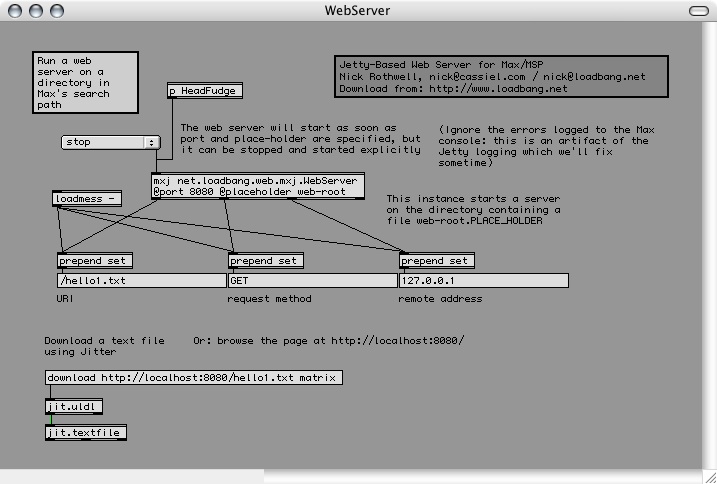 WebServer
Run a web
server on a
directory in
Max's search
path
Jetty-Based Web Server for Max/MSP
Nick Rothwell, nick@cassiel.com / nick@loadbang.net
Download from: http://www.loadbang.net
p HeadFudge
stop
The web server will start as soon as
port and place-holder are specified, but
it can be stopped and started explicitly
(Ignore the errors logged to the Max
console: this is an artifact of the
Jetty logging which we'll fix
sometime)
mxj net.loadbang.web.mxj.WebServer
@port 8080 @placeholder web-root
loadmess -
This instance starts a server
on the directory containing a
file web-root.PLACE_HOLDER
prepend set
prepend set
prepend set
/hello1.txt
GET
127.0.0.1
URI
request method
remote address
Download a text file
using Jitter
Or: browse the page at http://localhost:8080/
download http://localhost:8080/hello1.txt matrix
jit.uldl
jit.textfile